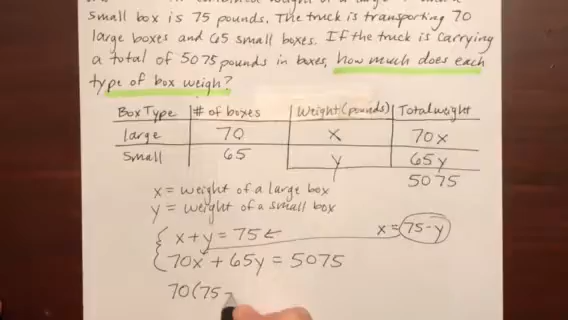 small box is 75 pounds. The truck is transporting 70
large boxes and 65 small boxes. If the truck is carrying
a total of 5075 pounds in boxes, how much does each
type of box weigh?
Box Type # of boxes Weight (pounds) Total weight
large 70 x 70x
small 65 y 65y
5075
x = weight of a large box
y = weight of a small box
x + y = 75 ← x = 75-y
70x + 65y = 5075
70(75-